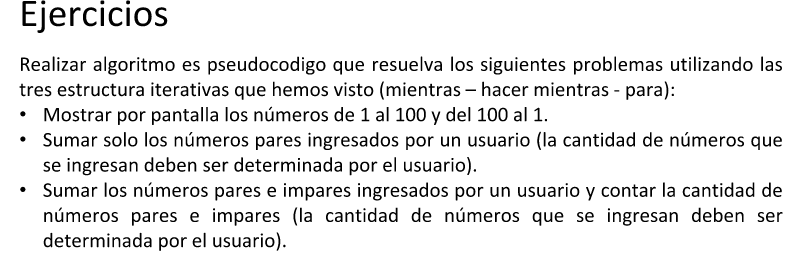 Ejercicios
Realizar algoritmo es pseudocodigo que resuelva los siguientes problemas utilizando las
tres estructura iterativas que hemos visto (mientras – hacer mientras - para):
• Mostrar por pantalla los números de 1 al 100 y del 100 al 1.
• Sumar solo los números pares ingresados por un usuario (la cantidad de números que
se ingresan deben ser determinada por el usuario).
• Sumar los números pares e impares ingresados por un usuario y contar la cantidad de
números pares e impares (la cantidad de números que se ingresan deben ser
determinada por el usuario).